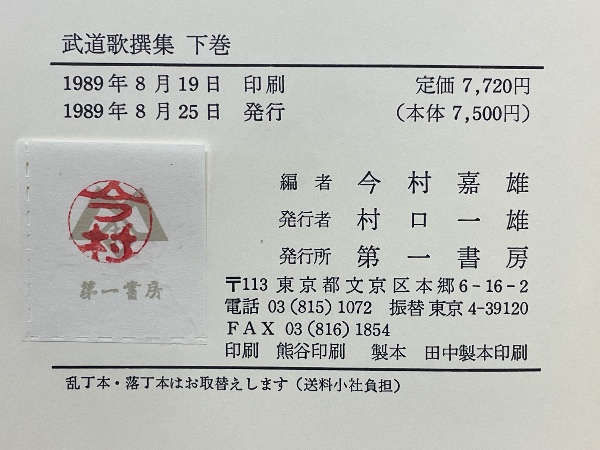 武道歌撰集 下巻
1989年8月19日 印刷 定価 7,720円
1989年8月25日 発行 (本体 7,500円)
今村
第一書房
編者 今村嘉雄
発行者 村口一雄
発行所 第一書房
〒113 東京都文京区本郷6-16-2
電話 03(815)1072 振替 東京 4-39120
FAX 03(816)1854
印刷 熊谷印刷 製本 田中製本印刷
乱丁本・落丁本はお取替えします(送料小社負担)